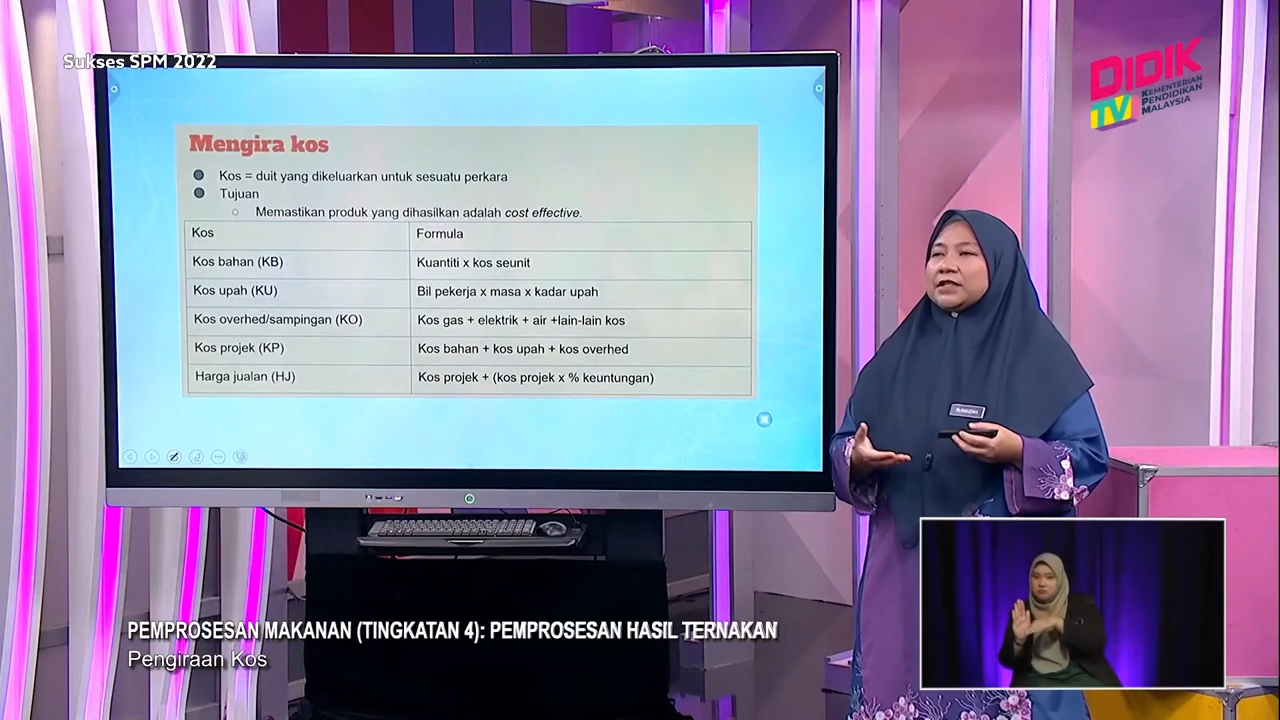 Sukses SPM 2022
DIDIK
TV
KEMENTERIAN
PENDIDIKAN
MALAYSIA
Mengira kos
Kos = duit yang dikeluarkan untuk sesuatu perkara
Tujuan
Memastikan produk yang dihasilkan adalah cost effective.
Kos Formula
Kos bahan (KB) Kuantiti x kos seunit
Kos upah (KU) Bil pekerja x masa x kadar upah
Kos overhed/sampingan (KO) Kos gas + elektrik + air +lain-lain kos
Kos projek (KP) Kos bahan + kos upah + kos overhed
Harga jualan (HJ) Kos projek + (kos projek x % keuntungan)
PEMPROSESAN MAKANAN (TINGKATAN 4): PEMPROSESAN HASIL TERNAKAN
Pengiraan Kos